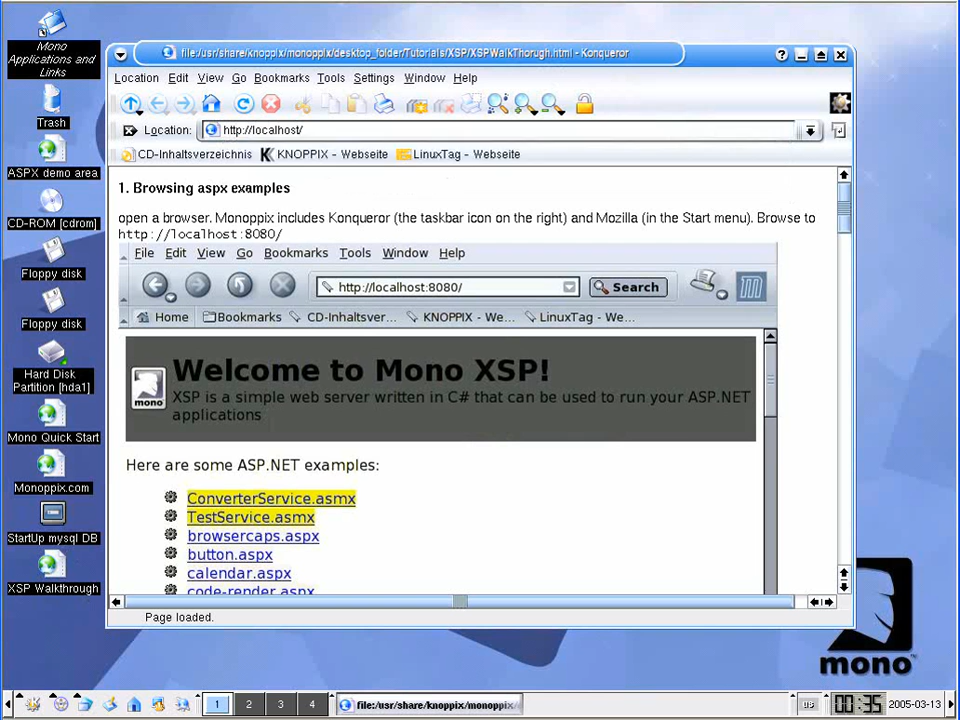 Mono
Applications and
Links
Trash
ASPX demo area
CD-ROM [cdrom]
Floppy disk
Floppy disk
Hard Disk
Partition [hda1]
Mono Quick Start
Monoppix.com
StartUp mysql DB
XSP Walkthrough
file:/usr/share/knoppix/monoppix/desktop_folder/Tutorials/XSP/XSPWalkThorugh.html - Konqueror
Location Edit View Go Bookmarks Tools Settings Window Help
Location: http://localhost/
CD-Inhaltsverzeichnis KNOPPIX - Webseite LinuxTag - Webseite
1. Browsing aspx examples
open a browser. Monoppix includes Konqueror (the taskbar icon on the right) and Mozilla (in the Start menu). Browse to
http://localhost:8080/
File Edit View Go Bookmarks Tools Window Help
http://localhost:8080/ Search
Home Bookmarks CD-Inhaltsver... KNOPPIX - We... LinuxTag - We...
Welcome to Mono XSP!
mono
XSP is a simple web server written in C# that can be used to run your ASP.NET
applications
Here are some ASP.NET examples:
ConverterService.asmx
TestService.asmx
browsercaps.aspx
button.aspx
calendar.aspx
code-render.aspx
Page loaded.
mono™
1 2 3 4 file:/usr/share/knoppix/monoppix/ us 00:35 2005-03-13